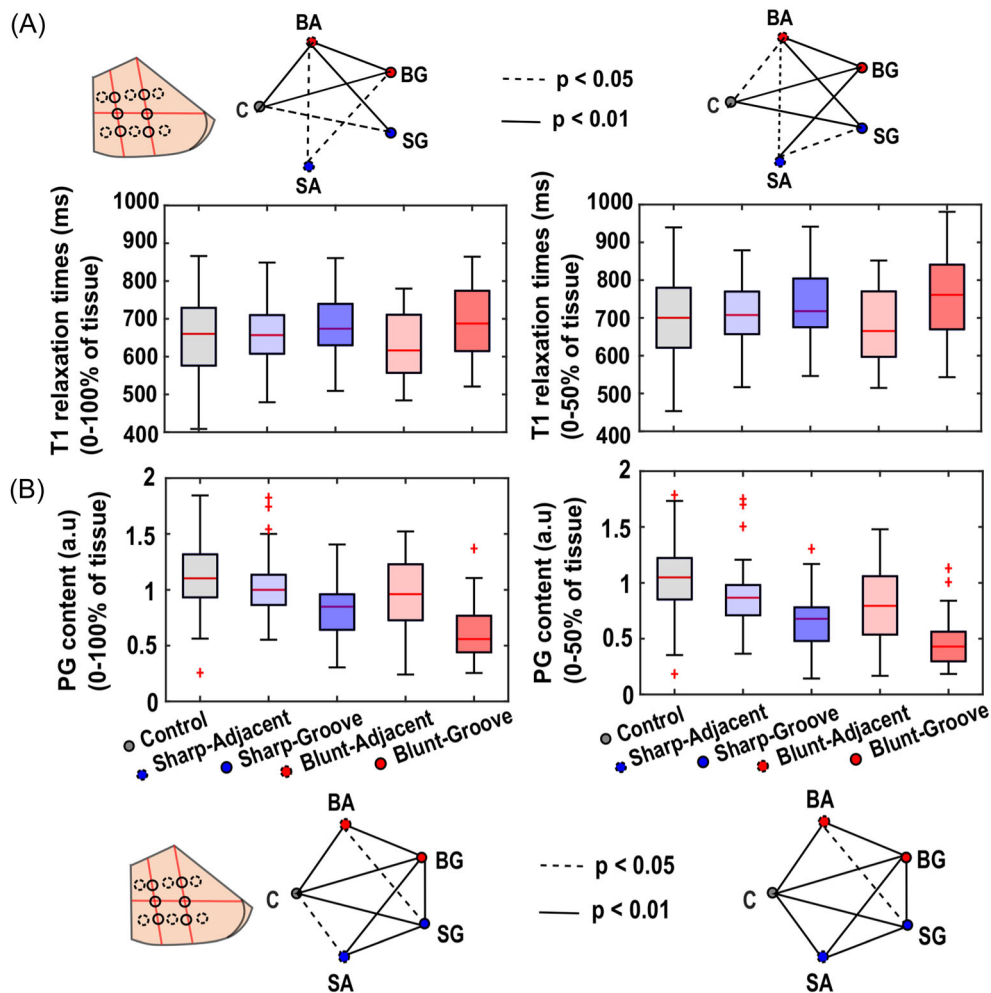 (A)
BA
BG
C
SG
SA
p < 0.05
p < 0.01
BA
BG
C
SG
SA
T1 relaxation times (ms)
(0-100% of tissue)
1000
900
800
700
600
500
400
T1 relaxation times (ms)
(0-50% of tissue)
1000
900
800
700
600
500
400
(B)
PG content (a.u)
(0-100% of tissue)
2
1.5
1
0.5
0
PG content (a.u)
(0-50% of tissue)
2
1.5
1
0.5
0
Control
Sharp-Adjacent
Sharp-Groove
Blunt-Adjacent
Blunt-Groove
Control
Sharp-Adjacent
Sharp-Groove
Blunt-Adjacent
Blunt-Groove
BA
BG
C
SG
SA
p < 0.05
p < 0.01
BA
BG
C
SG
SA